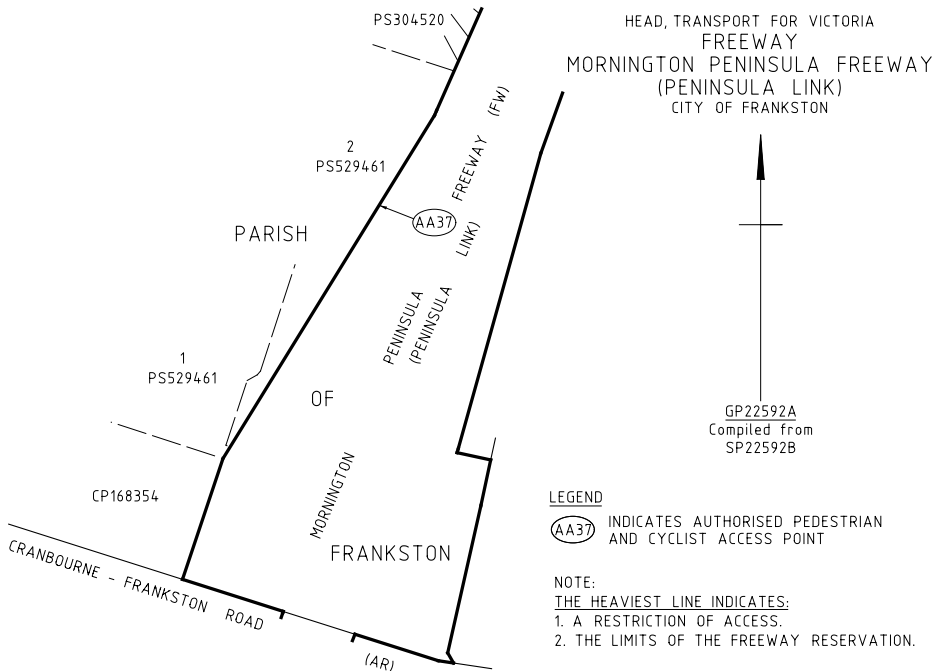 PS304520
HEAD, TRANSPORT FOR VICTORIA
FREEWAY
MORNINGTON PENINSULA FREEWAY
(PENINSULA LINK)
CITY OF FRANKSTON
2
PS529461
FREEWAY (FW)
AA37
LINK)
PARISH
PENINSULA
(PENINSULA
1
PS529461
OF
MORNINGTON
FRANKSTON
CP168354
CRANBOURNE - FRANKSTON ROAD
(AR)
GP22592A
Compiled from
SP22592B
LEGEND
AA37 INDICATES AUTHORISED PEDESTRIAN
AND CYCLIST ACCESS POINT
NOTE:
THE HEAVIEST LINE INDICATES:
1. A RESTRICTION OF ACCESS.
2. THE LIMITS OF THE FREEWAY RESERVATION.